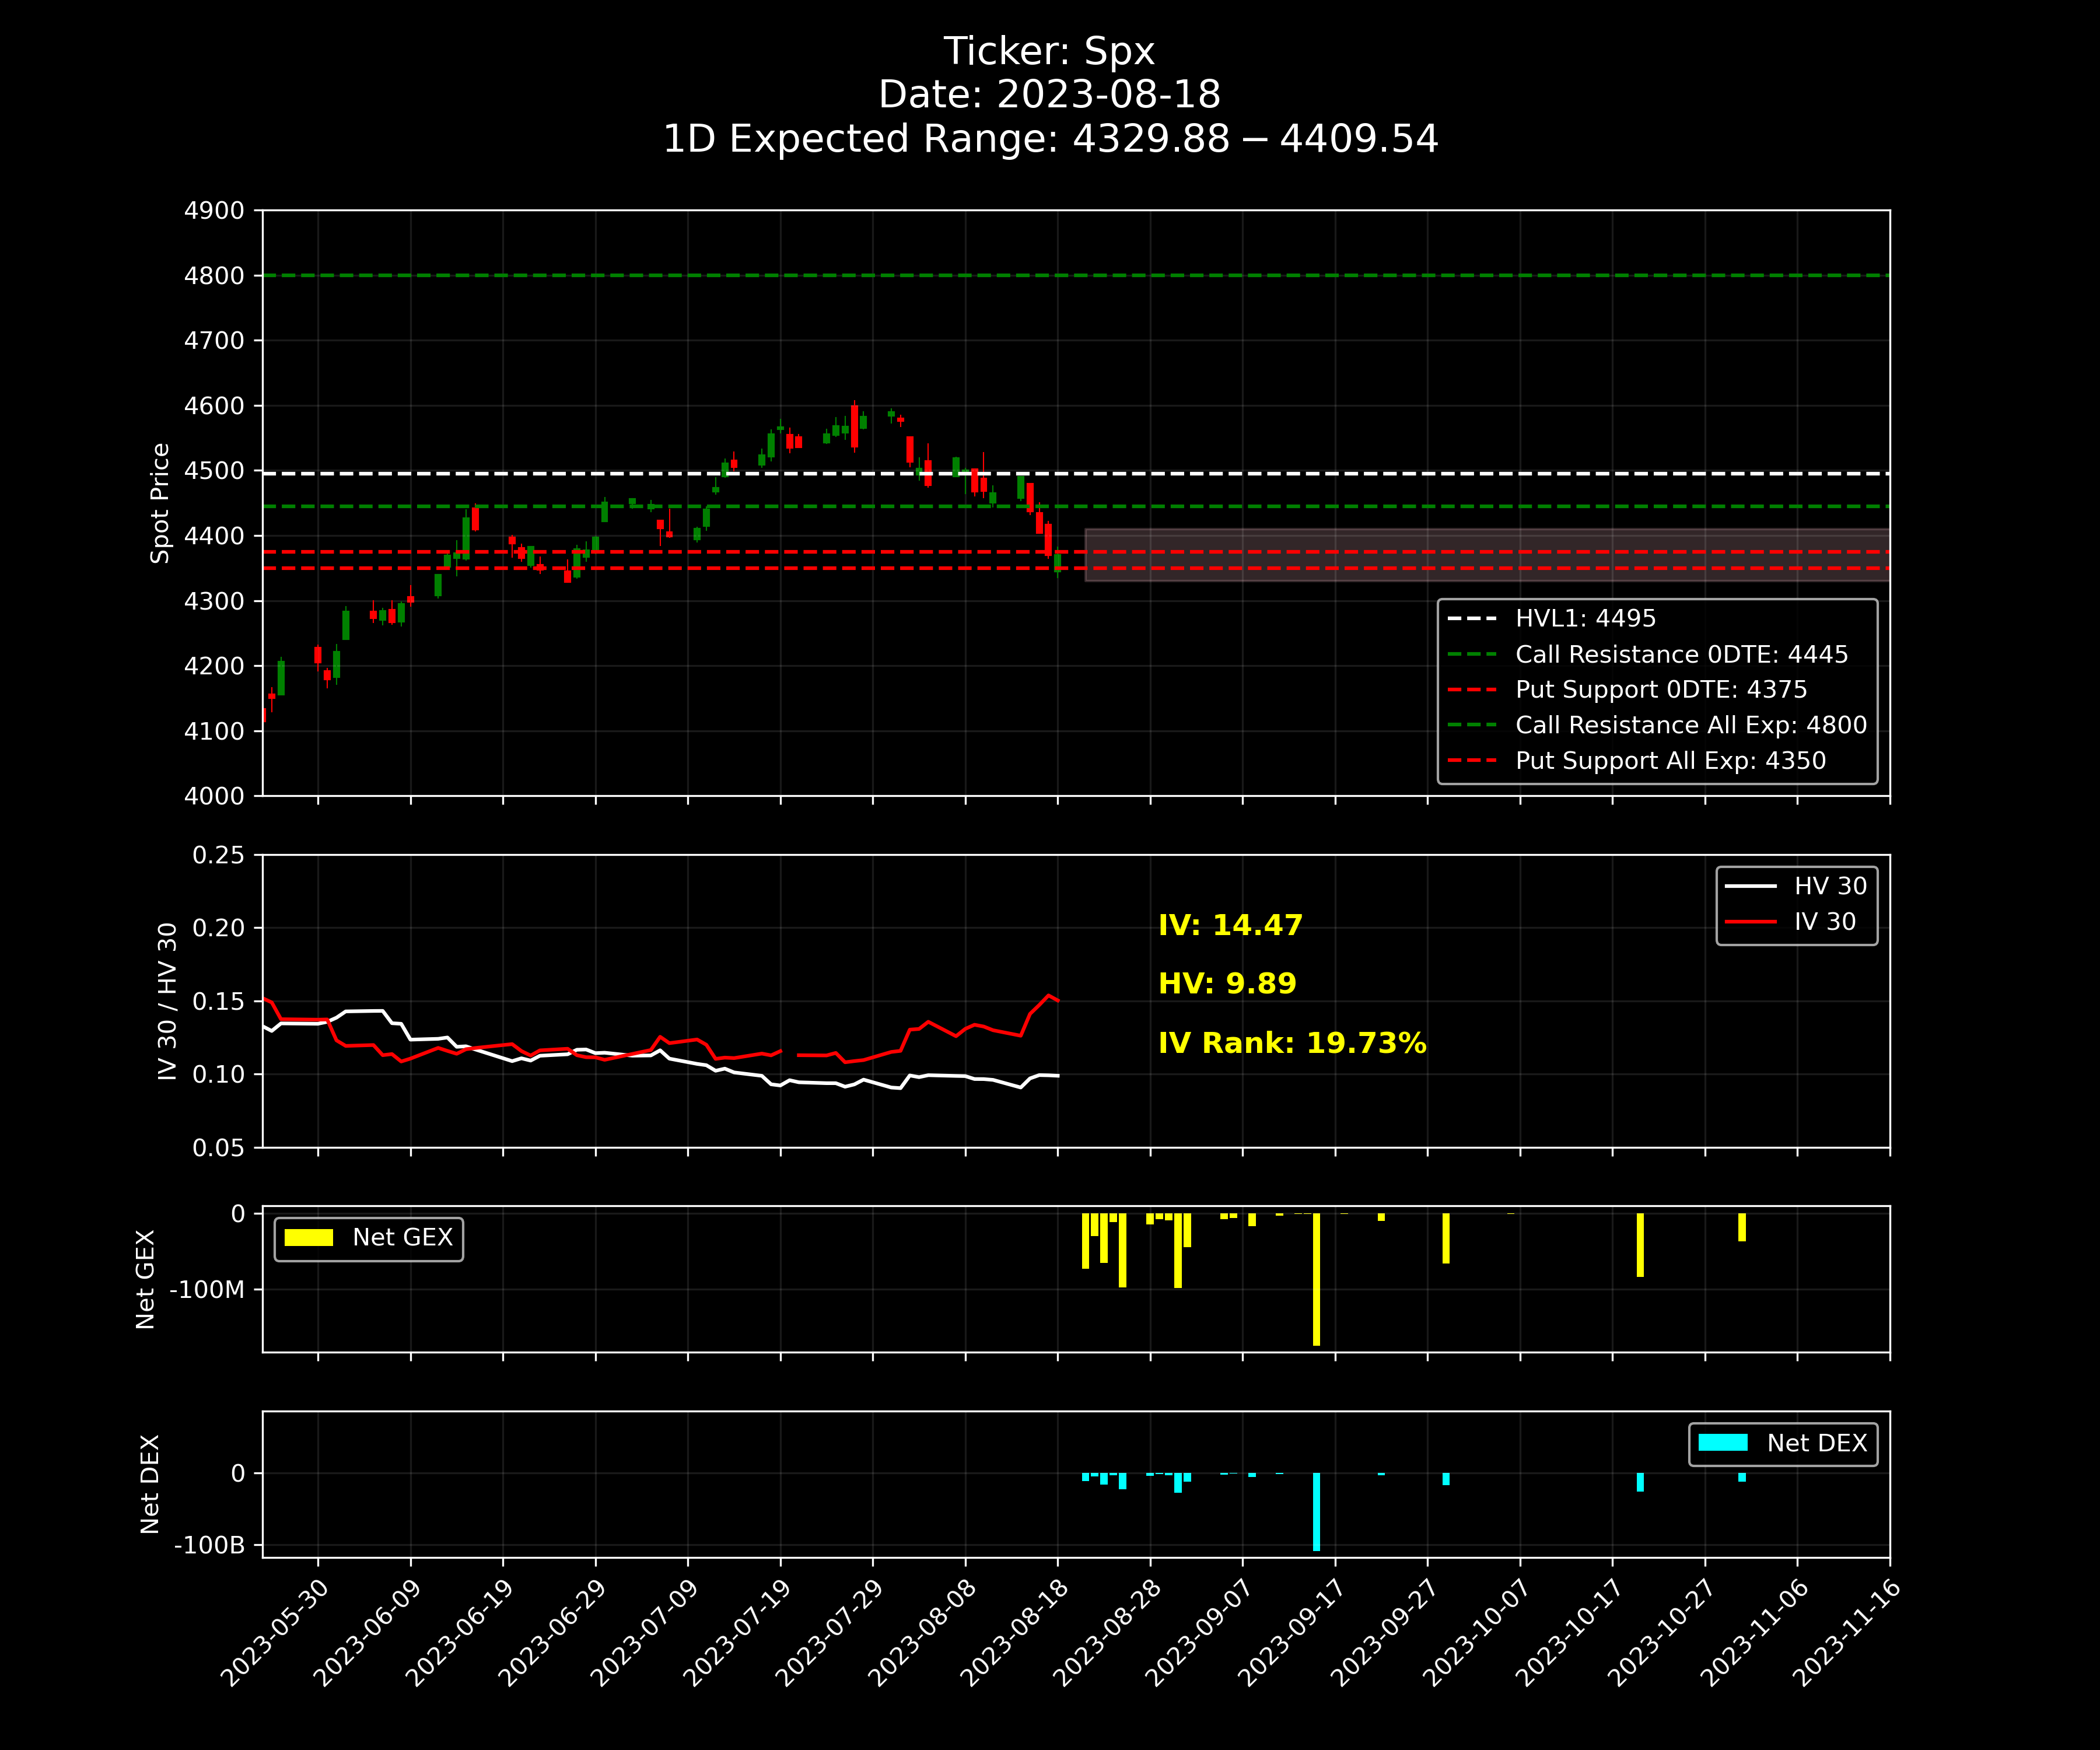 Ticker: Spx
Date: 2023-08-18
1D Expected Range: 4329.88 − 4409.54
Spot Price
4900
4800
4700
4600
4500
4400
4300
4200
4100
4000
HVL1: 4495
Call Resistance 0DTE: 4445
Put Support 0DTE: 4375
Call Resistance All Exp: 4800
Put Support All Exp: 4350
IV 30 / HV 30
0.25
0.20
0.15
0.10
0.05
IV: 14.47
HV: 9.89
IV Rank: 19.73%
HV 30
IV 30
Net GEX
0
-100M
Net GEX
Net DEX
0
-100B
Net DEX
2023-05-30
2023-06-09
2023-06-19
2023-06-29
2023-07-09
2023-07-19
2023-07-29
2023-08-08
2023-08-18
2023-08-28
2023-09-07
2023-09-17
2023-09-27
2023-10-07
2023-10-17
2023-10-27
2023-11-06
2023-11-16